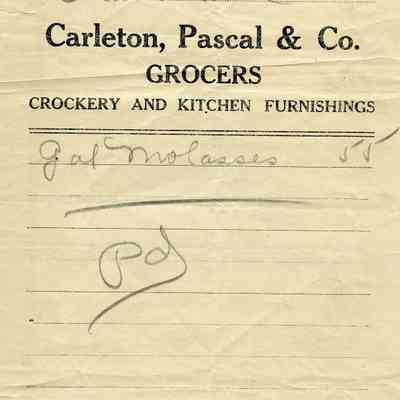 Carleton, Pascal & Co.
GROCERS
CROCKERY AND KITCHEN FURNISHINGS
Gal Molasses 55
Pd